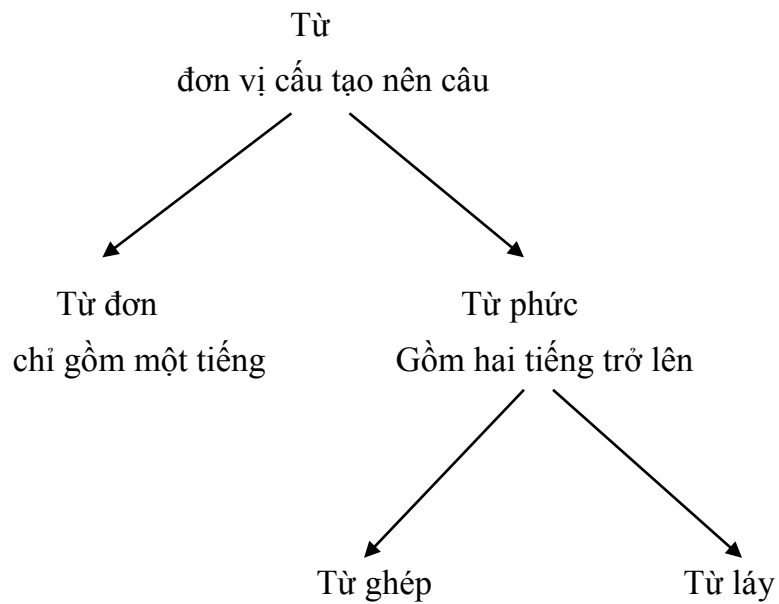 Từ
đơn vị cấu tạo nên câu
Từ đơn
chỉ gồm một tiếng
Từ phức
Gồm hai tiếng trở lên
Từ ghép
Từ láy